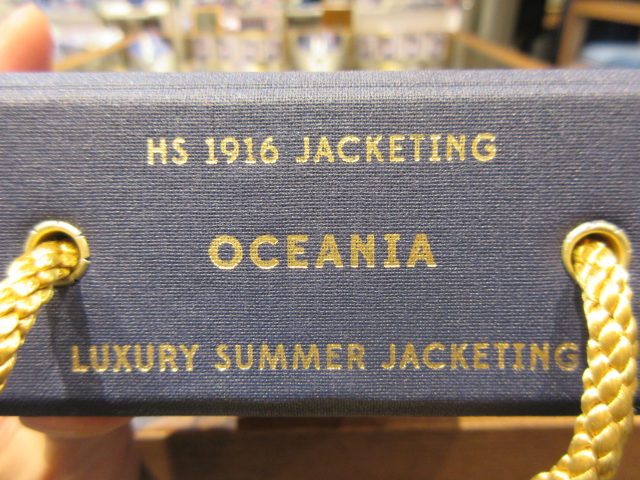 HS 1916 JACKETING
OCEANIA
LUXURY SUMMER JACKETING